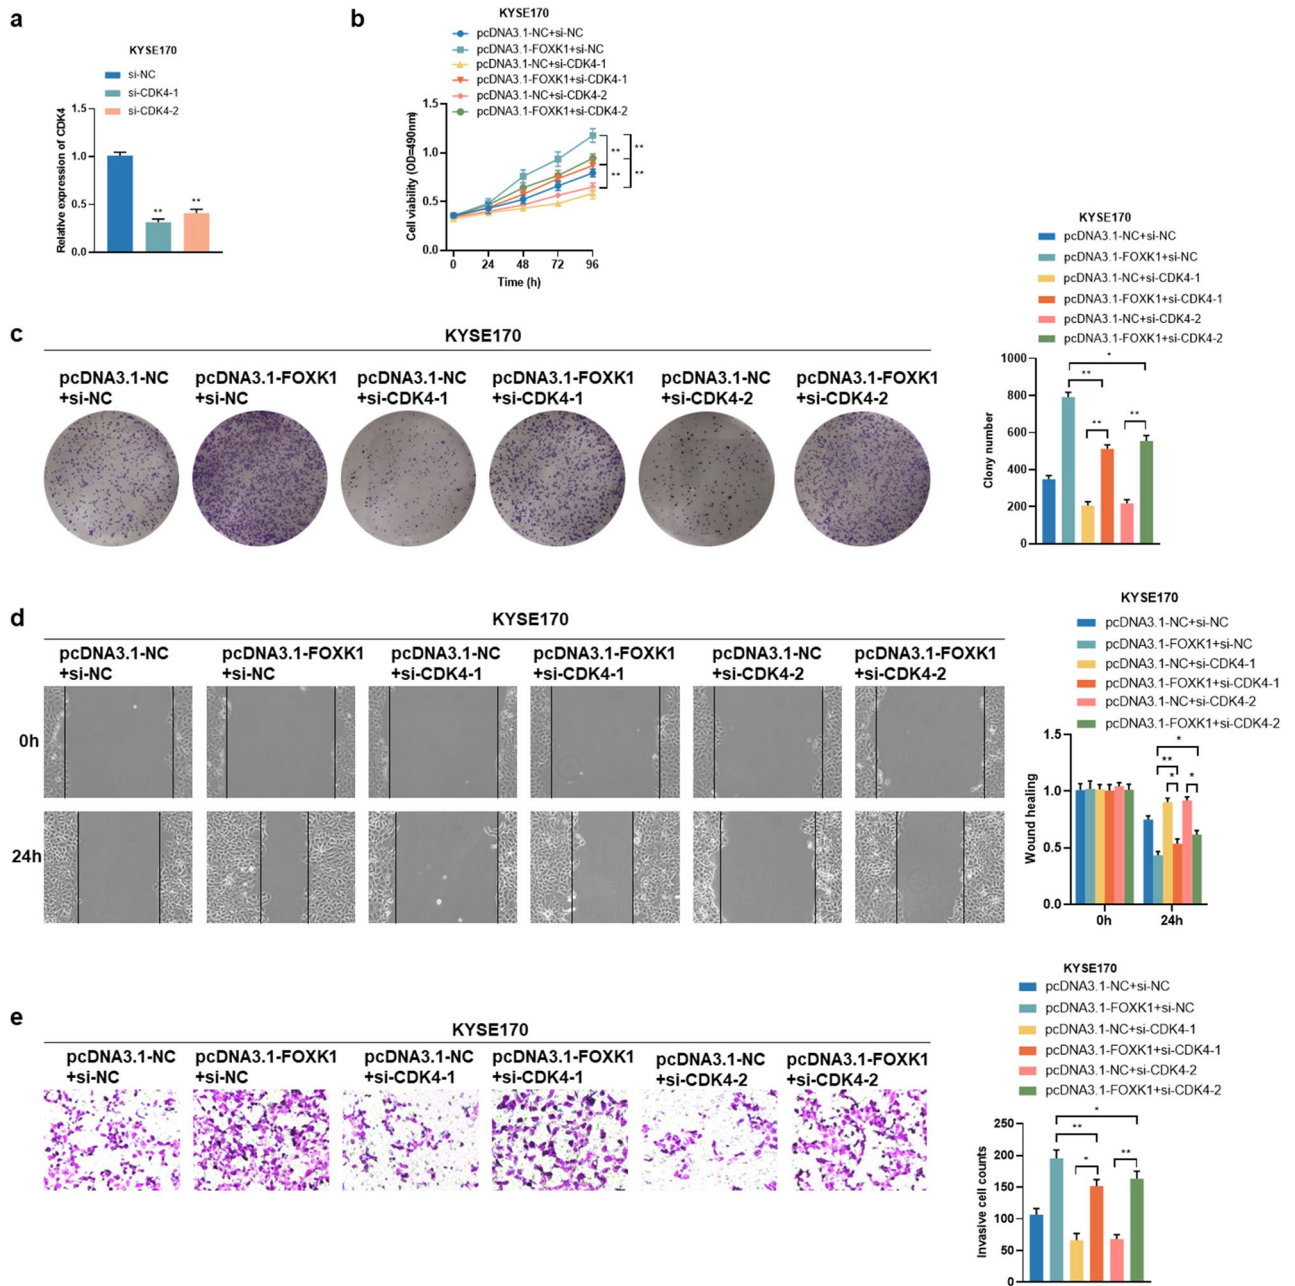 a
KYSE170
si-NC
si-CDK4-1
si-CDK4-2
Relative expression of CDK4
1.5
1.0
0.5
0.0
**
**
b
KYSE170
pcDNA3.1-NC+si-NC
pcDNA3.1-FOXK1+si-NC
pcDNA3.1-NC+si-CDK4-1
pcDNA3.1-FOXK1+si-CDK4-1
pcDNA3.1-NC+si-CDK4-2
pcDNA3.1-FOXK1+si-CDK4-2
Cell viability (OD=490nm)
1.5
1.0
0.5
0.0
** **
** **
0 24 48 72 96
Time (h)
c
KYSE170
pcDNA3.1-NC +si-NC
pcDNA3.1-FOXK1 +si-NC
pcDNA3.1-NC +si-CDK4-1
pcDNA3.1-FOXK1 +si-CDK4-1
pcDNA3.1-NC +si-CDK4-2
pcDNA3.1-FOXK1 +si-CDK4-2
KYSE170
pcDNA3.1-NC+si-NC
pcDNA3.1-FOXK1+si-NC
pcDNA3.1-NC+si-CDK4-1
pcDNA3.1-FOXK1+si-CDK4-1
pcDNA3.1-NC+si-CDK4-2
pcDNA3.1-FOXK1+si-CDK4-2
Clony number
1000
800
600
400
200
0
*
**
** **
d
KYSE170
pcDNA3.1-NC +si-NC
pcDNA3.1-FOXK1 +si-NC
pcDNA3.1-NC +si-CDK4-1
pcDNA3.1-FOXK1 +si-CDK4-1
pcDNA3.1-NC +si-CDK4-2
pcDNA3.1-FOXK1 +si-CDK4-2
0h
24h
KYSE170
pcDNA3.1-NC+si-NC
pcDNA3.1-FOXK1+si-NC
pcDNA3.1-NC+si-CDK4-1
pcDNA3.1-FOXK1+si-CDK4-1
pcDNA3.1-NC+si-CDK4-2
pcDNA3.1-FOXK1+si-CDK4-2
Wound healing
1.5
1.0
0.5
0.0
*
**
* *
0h 24h
e
KYSE170
pcDNA3.1-NC +si-NC
pcDNA3.1-FOXK1 +si-NC
pcDNA3.1-NC +si-CDK4-1
pcDNA3.1-FOXK1 +si-CDK4-1
pcDNA3.1-NC +si-CDK4-2
pcDNA3.1-FOXK1 +si-CDK4-2
KYSE170
pcDNA3.1-NC+si-NC
pcDNA3.1-FOXK1+si-NC
pcDNA3.1-NC+si-CDK4-1
pcDNA3.1-FOXK1+si-CDK4-1
pcDNA3.1-NC+si-CDK4-2
pcDNA3.1-FOXK1+si-CDK4-2
Invasive cell counts
250
200
150
100
50
0
*
**
* **